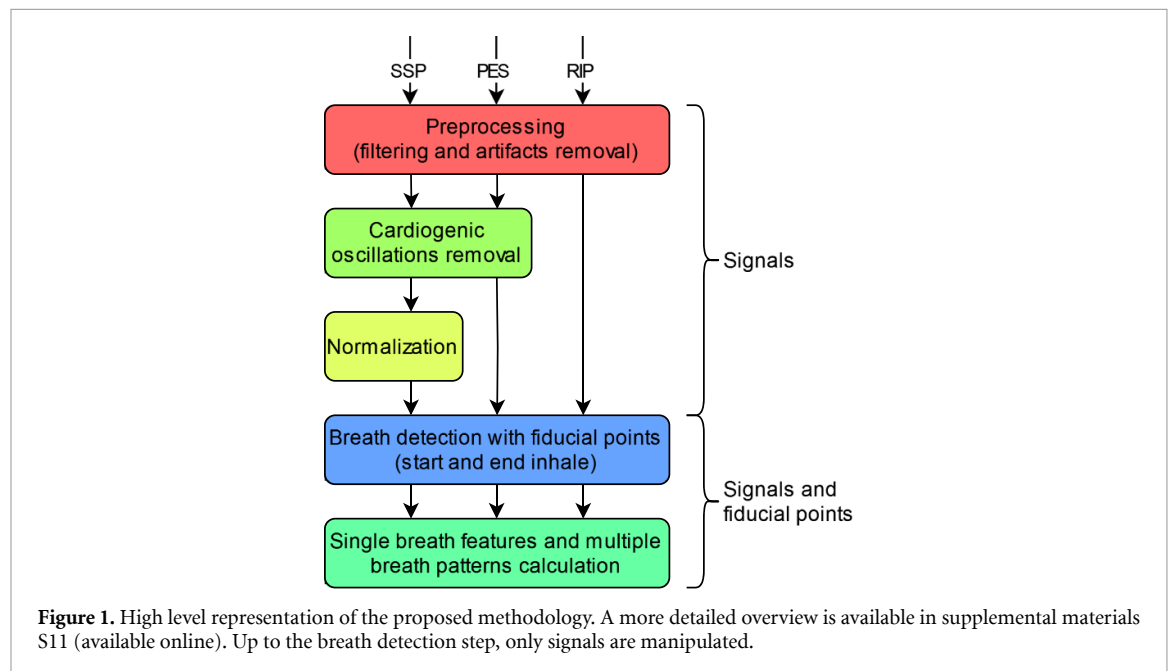 SSP PES RIP
Preprocessing
(filtering and artifacts removal)
Cardiogenic
oscillations removal
Signals
Normalization
Breath detection with fiducial points
(start and end inhale)
Signals and
fiducial points
Single breath features and multiple
breath patterns calculation
Figure 1. High level representation of the proposed methodology. A more detailed overview is available in supplemental materials
S11 (available online). Up to the breath detection step, only signals are manipulated.